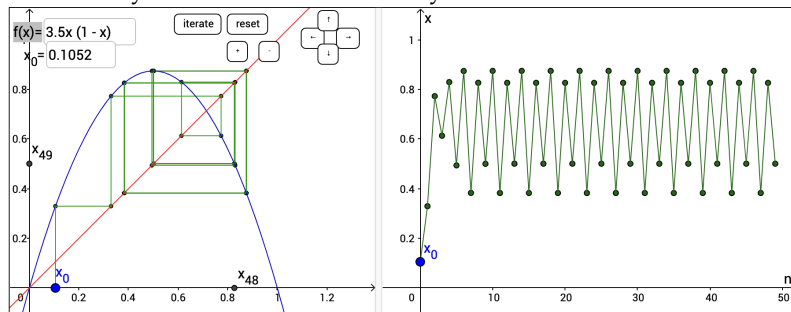 f(x)= 3.5x (1 - x)
x0= 0.1052
iterate reset
+ -
↑
← →
↓
1
0.8
0.6
0.4
0.2
0 0.2 0.4 0.6 0.8 1 1.2
x49
x0
x48
x
1
0.8
0.6
0.4
0.2
x0
n
0 10 20 30 40 50